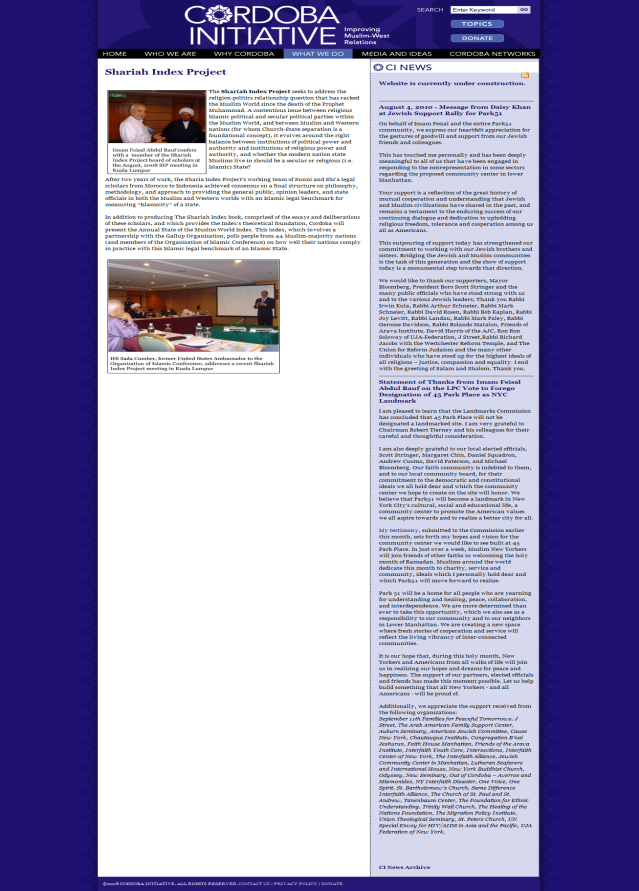 CORDOBA
INITIATIVE
Improving
Muslim-West
Relations
SEARCH
Enter Keyword
GO
TOPICS
DONATE
HOME
WHO WE ARE
WHY CORDOBA
WHAT WE DO
MEDIA AND IDEAS
CORDOBA NETWORKS
Shariah Index Project
The Shariah Index Project seeks to address the
religion-politics relationship question that has racked
the Muslim World since the death of the Prophet
Muhammad. A contentious issue between religious
Islamic political and secular political parties within
the Muslim World, and between Muslim and Western
nations (for whom Church-State separation is a
foundational concept), it evolves around the right
balance between institutions of political power and
authority and institutions of religious power and
authority, and whether the modern nation state
Muslims live in should be a secular or religious (i.e.
Islamic) State?
Imam Feisal Abdul Rauf confers
with a member of the Shariah
Index Project board of scholars at
the August, 2008 SIP meeting in
Kuala Lumpur
After two years of work, the Sharia Index Project's working team of Sunni and Shi'a legal
scholars from Morocco to Indonesia achieved consensus on a final structure on philosophy,
methodology, and approach to providing the general public, opinion leaders, and state
officials in both the Muslim and Western worlds with an Islamic legal benchmark for
measuring "Islamicity" of a state.
In addition to producing The Shariah Index book, comprised of the essays and deliberations
of these scholars, and which provides the Index's theoretical foundation, Cordoba will
present the Annual State of the Muslim World Index. This index, which involves a
partnership with the Gallup Organization, polls people from 44 Muslim-majority nations
(and members of the Organization of Islamic Conference) on how well their nations comply
in practice with this Islamic legal benchmark of an Islamic State.
HE Sada Cumber, former United States Ambassador to the
Organization of Islamic Conference, addresses a recent Shariah
Index Project meeting in Kuala Lumpur
CI NEWS
Website is currently under construction.
August 4, 2010 - Message from Daisy Khan
at Jewish Support Rally for Park51
On behalf of Imam Feisal and the entire Park51
community, we express our heartfelt appreciation for
the gestures of goodwill and support from our Jewish
friends and colleagues.
This has touched me personally and has been deeply
meaningful to all of us that have been engaged in
responding to the misrepresentation in some sectors
regarding the proposed community center in lower
Manhattan.
Your support is a reflection of the great history of
mutual cooperation and understanding that Jewish
and Muslim civilizations have shared in the past, and
remains a testament to the enduring success of our
continuing dialogue and dedication to upholding
religious freedom, tolerance and cooperation among us
all as Americans.
This outpouring of support today has strengthened our
commitment to working with our Jewish brothers and
sisters. Bridging the Jewish and Muslim communities
is the task of this generation and the show of support
today is a monumental step towards that direction.
We would like to thank our supporters, Mayor
Bloomberg, President Boro Scott Stringer and the
many public officials who have stood strong with us
and to the various Jewish leaders; Thank you Rabbi
Irwin Kula, Rabbi Arthur Schneier, Rabbi Mark
Schneier, Rabbi David Rosen, Rabbi Bob Kaplan, Rabbi
Joy Levitt, Rabbi Landau, Rabbi Mark Paley, Rabbi
Gerome Davidson, Rabbi Rolando Matalon, Friends of
Arava Institute, David Harris of the AJC, Ron Ron
Soloway of UJA-Federation, J Street,Rabbi Richard
Jacobs with the Westchester Reform Temple, and The
Union for Reform Judaism and the many other
individuals who have stood up for the highest ideals of
all religions – justice, compassion and equality. I end
with the greeting of Salam and Shalom. Thank you.
Statement of Thanks from Imam Feisal
Abdul Rauf on the LPC Vote to Forego
Designation of 45 Park Place as NYC
Landmark
I am pleased to learn that the Landmarks Commission
has concluded that 45 Park Place will not be
designated a landmarked site. I am very grateful to
Chairman Robert Tierney and his colleagues for their
careful and thoughtful consideration.
I am also deeply grateful to our local elected officials,
Scott Stringer, Margaret Chin, Daniel Squadron,
Andrew Cuomo, David Paterson, and Michael
Bloomberg. Our faith community is indebted to them,
and to our local community board, for their
commitment to the democratic and constitutional
ideals we all hold dear and which the community
center we hope to create on the site will honor. We
believe that Park51 will become a landmark in New
York City's cultural, social and educational life, a
community center to promote the American values
we all aspire towards and to realize a better city for all.
My testimony, submitted to the Commission earlier
this month, sets forth my hopes and vision for the
community center we would like to see built at 45
Park Place. In just over a week, Muslim New Yorkers
will join friends of other faiths in welcoming the holy
month of Ramadan. Muslims around the world
dedicate this month to charity, service and
community, ideals which I personally hold dear and
which Park51 will move forward to realize.
Park 51 will be a home for all people who are yearning
for understanding and healing, peace, collaboration,
and interdependence. We are more determined than
ever to take this opportunity, which we also see as a
responsibility to our community and to our neighbors
in Lower Manhattan. We are creating a new space
where fresh stories of cooperation and service will
reflect the living vibrancy of inter-connected
communities.
It is our hope that, during this holy month, New
Yorkers and Americans from all walks of life will join
us in realizing our hopes and dreams for peace and
happiness. The support of our partners, elected officials
and friends has made this moment possible. Let us help
build something that all New Yorkers - and all
Americans - will be proud of.
Additionally, we appreciate the support received from
the following organizations:
September 11th Families for Peaceful Tomorrows, J
Street, The Arab American Family Support Center,
Auburn Seminary, American Jewish Committee, Cause
New York, Chautauqua Institute, Congregation B'nai
Jeshurun, Faith House Manhattan, Friends of the Arava
Institute, Interfaith Youth Core, Intersections, Interfaith
Center of New York, The Interfaith Alliance, Jewish
Community Center in Manhattan, Lutheran Seafarers
and International House, New York Buddhist Church,
Odyssey, New Seminary, Out of Cordoba – Averros and
Miamonides, NY Interfaith Disaster, One Voice, One
Spirit, St. Bartholomew's Church, Same Difference
Interfaith Alliance, The Church of St. Paul and St.
Andrew, Tanenbaum Center, The Foundation for Ethnic
Understanding, Trinity Wall Church, The Healing of the
Nations Foundation, The Migration Policy Institute,
Union Theological Seminary, St. Peters Church, UN
Special Envoy for HIV/AIDS in Asia and the Pacific, UJA
Federation of New York.
CI News Archive
©2008 CORDOBA INITIATIVE. ALL RIGHTS RESERVED. CONTACT US | PRIVACY POLICY | DONATE